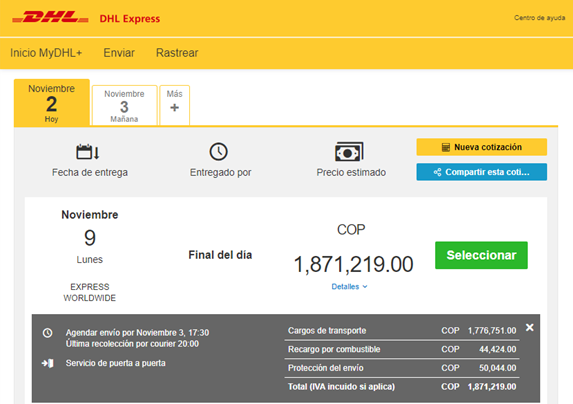 DHL DHL Express
Centro de ayuda
Inicio MyDHL+ Enviar Rastrear
Noviembre
2
Hoy
Noviembre
3
Mañana
Más
+
Fecha de entrega
Entregado por
Precio estimado
Nueva cotización
Compartir esta coti...
Noviembre
9
Lunes
EXPRESS
WORLDWIDE
Final del día
COP
1,871,219.00
Detalles
Seleccionar
Agendar envío por Noviembre 3, 17:30
Última recolección por courier 20:00
Servicio de puerta a puerta
Cargos de transporte COP 1,776,751.00
Recargo por combustible COP 44,424.00
Protección del envío COP 50,044.00
Total (IVA incuido si aplica) COP 1,871,219.00